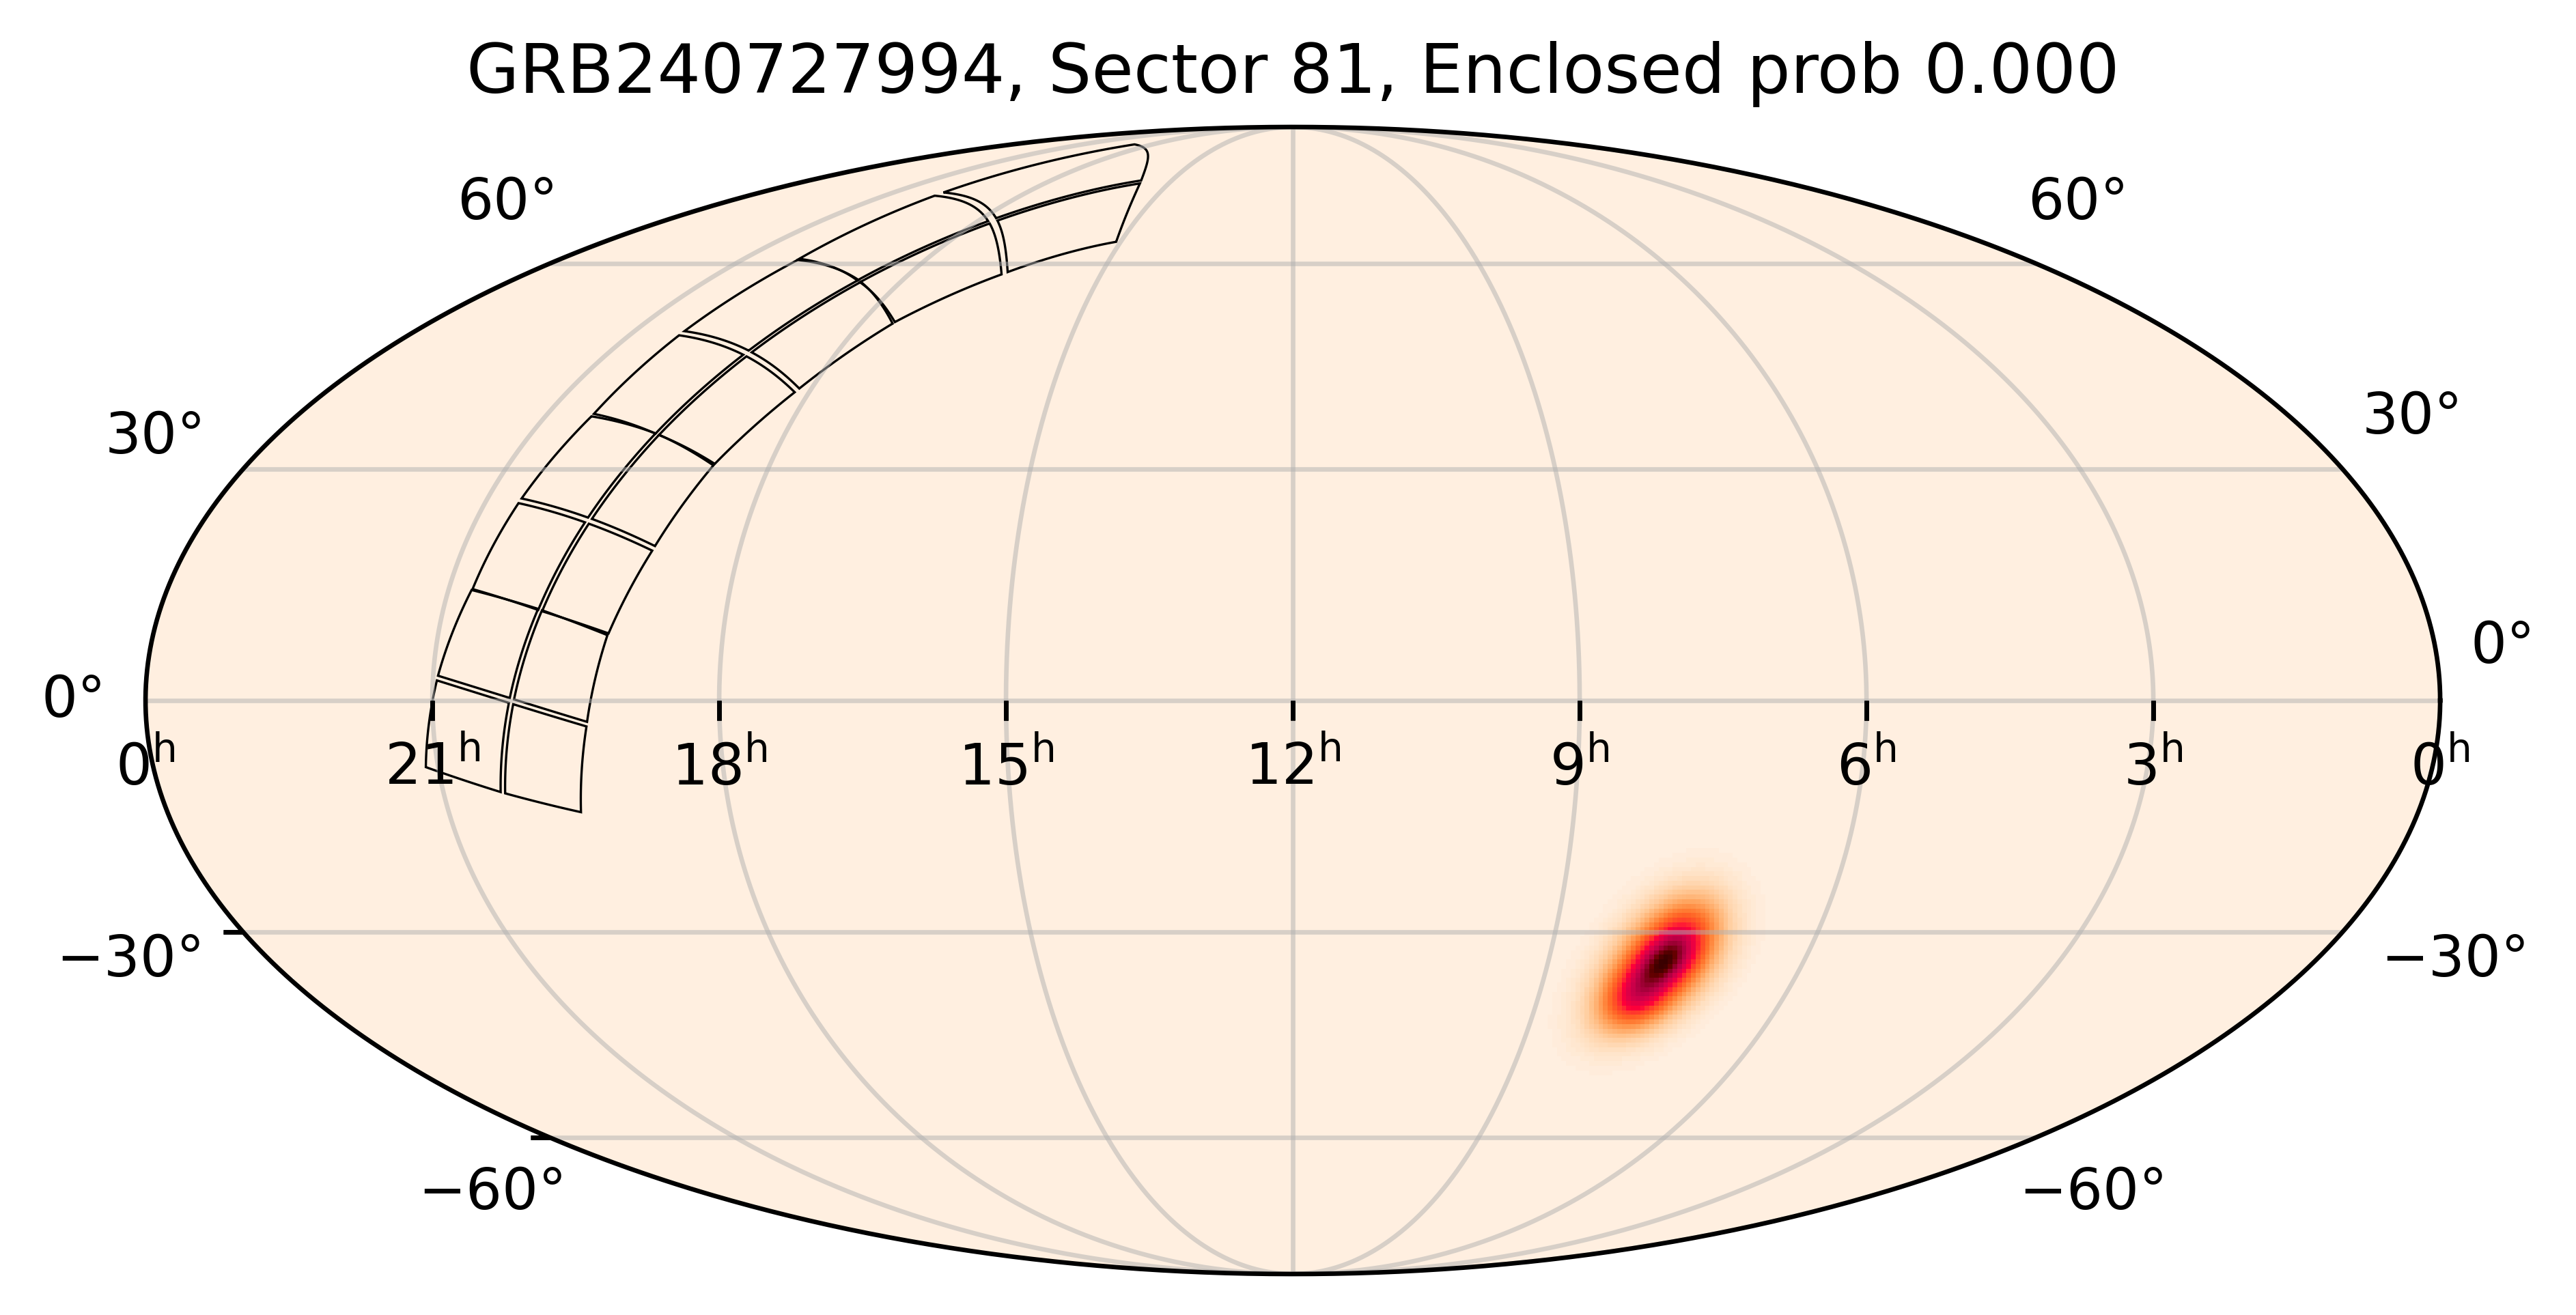 GRB240727994, Sector 81, Enclosed prob 0.000
60° 60°
30° 30°
0° 0°
0ʰ 21ʰ 18ʰ 15ʰ 12ʰ 9ʰ 6ʰ 3ʰ 0ʰ
−30° −30°
−60° −60°